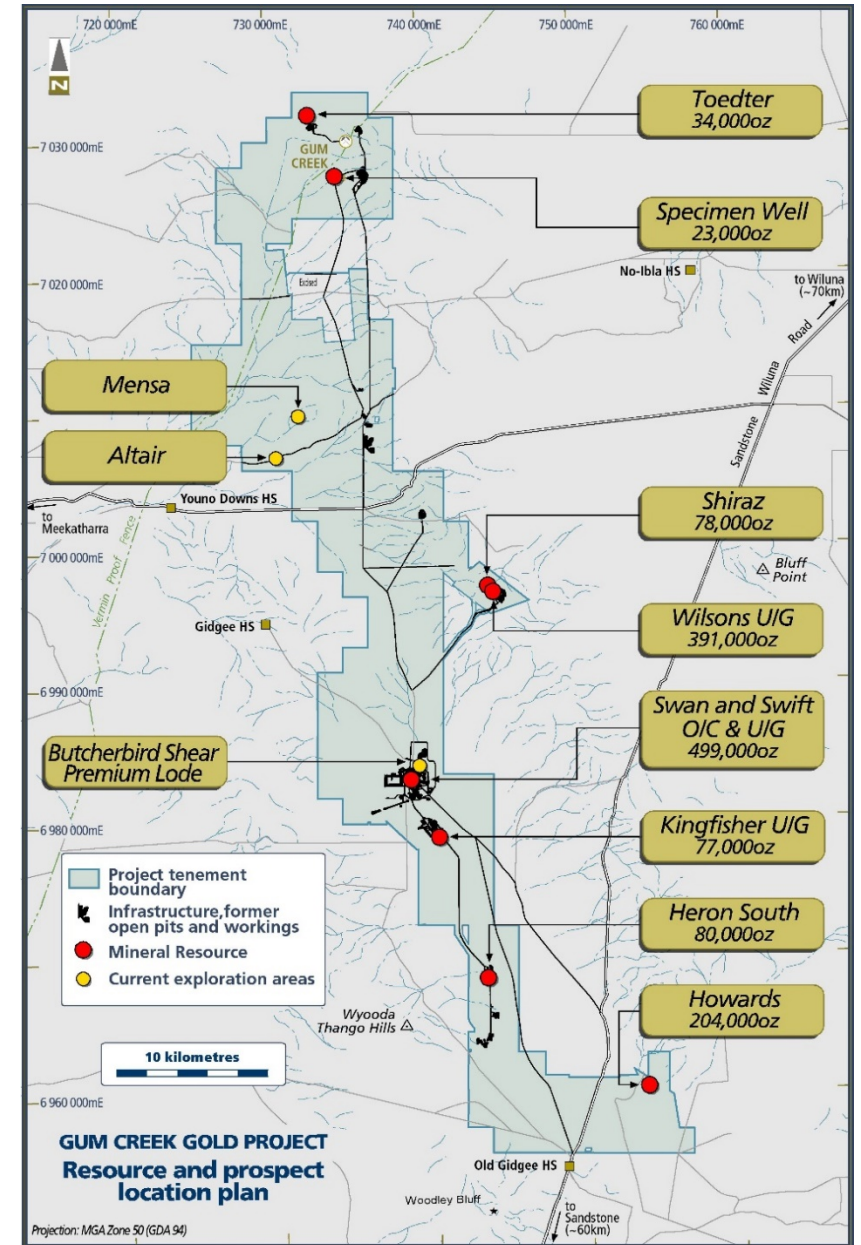 720 000mE
730 000mE
740 000mE
750 000mE
760 000mE
N
Toedter
34,000oz
7 030 000mE
GUM
CREEK
Specimen Well
23,000oz
No-Ibla HS
to Wiluna
(~70km)
7 020 000mE
Excised
Road
Wiluna
Sandstone
Mensa
Altair
Youno Downs HS
to
Meekatharra
Shiraz
78,000oz
7 000 000mE
Bluff
Point
Vermin Proof Fence
Gidgee HS
Wilsons U/G
391,000oz
6 990 000mE
Swan and Swift
O/C & U/G
499,000oz
Butcherbird Shear
Premium Lode
6 980 000mE
Kingfisher U/G
77,000oz
Project tenement
boundary
Infrastructure,former
open pits and workings
Mineral Resource
Current exploration areas
Heron South
80,000oz
Wyooda
Thango Hills
Howards
204,000oz
10 kilometres
6 960 000mE
GUM CREEK GOLD PROJECT
Resource and prospect
location plan
Old Gidgee HS
Woodley Bluff
to
Sandstone
(~60km)
Projection: MGA Zone 50 (GDA 94)